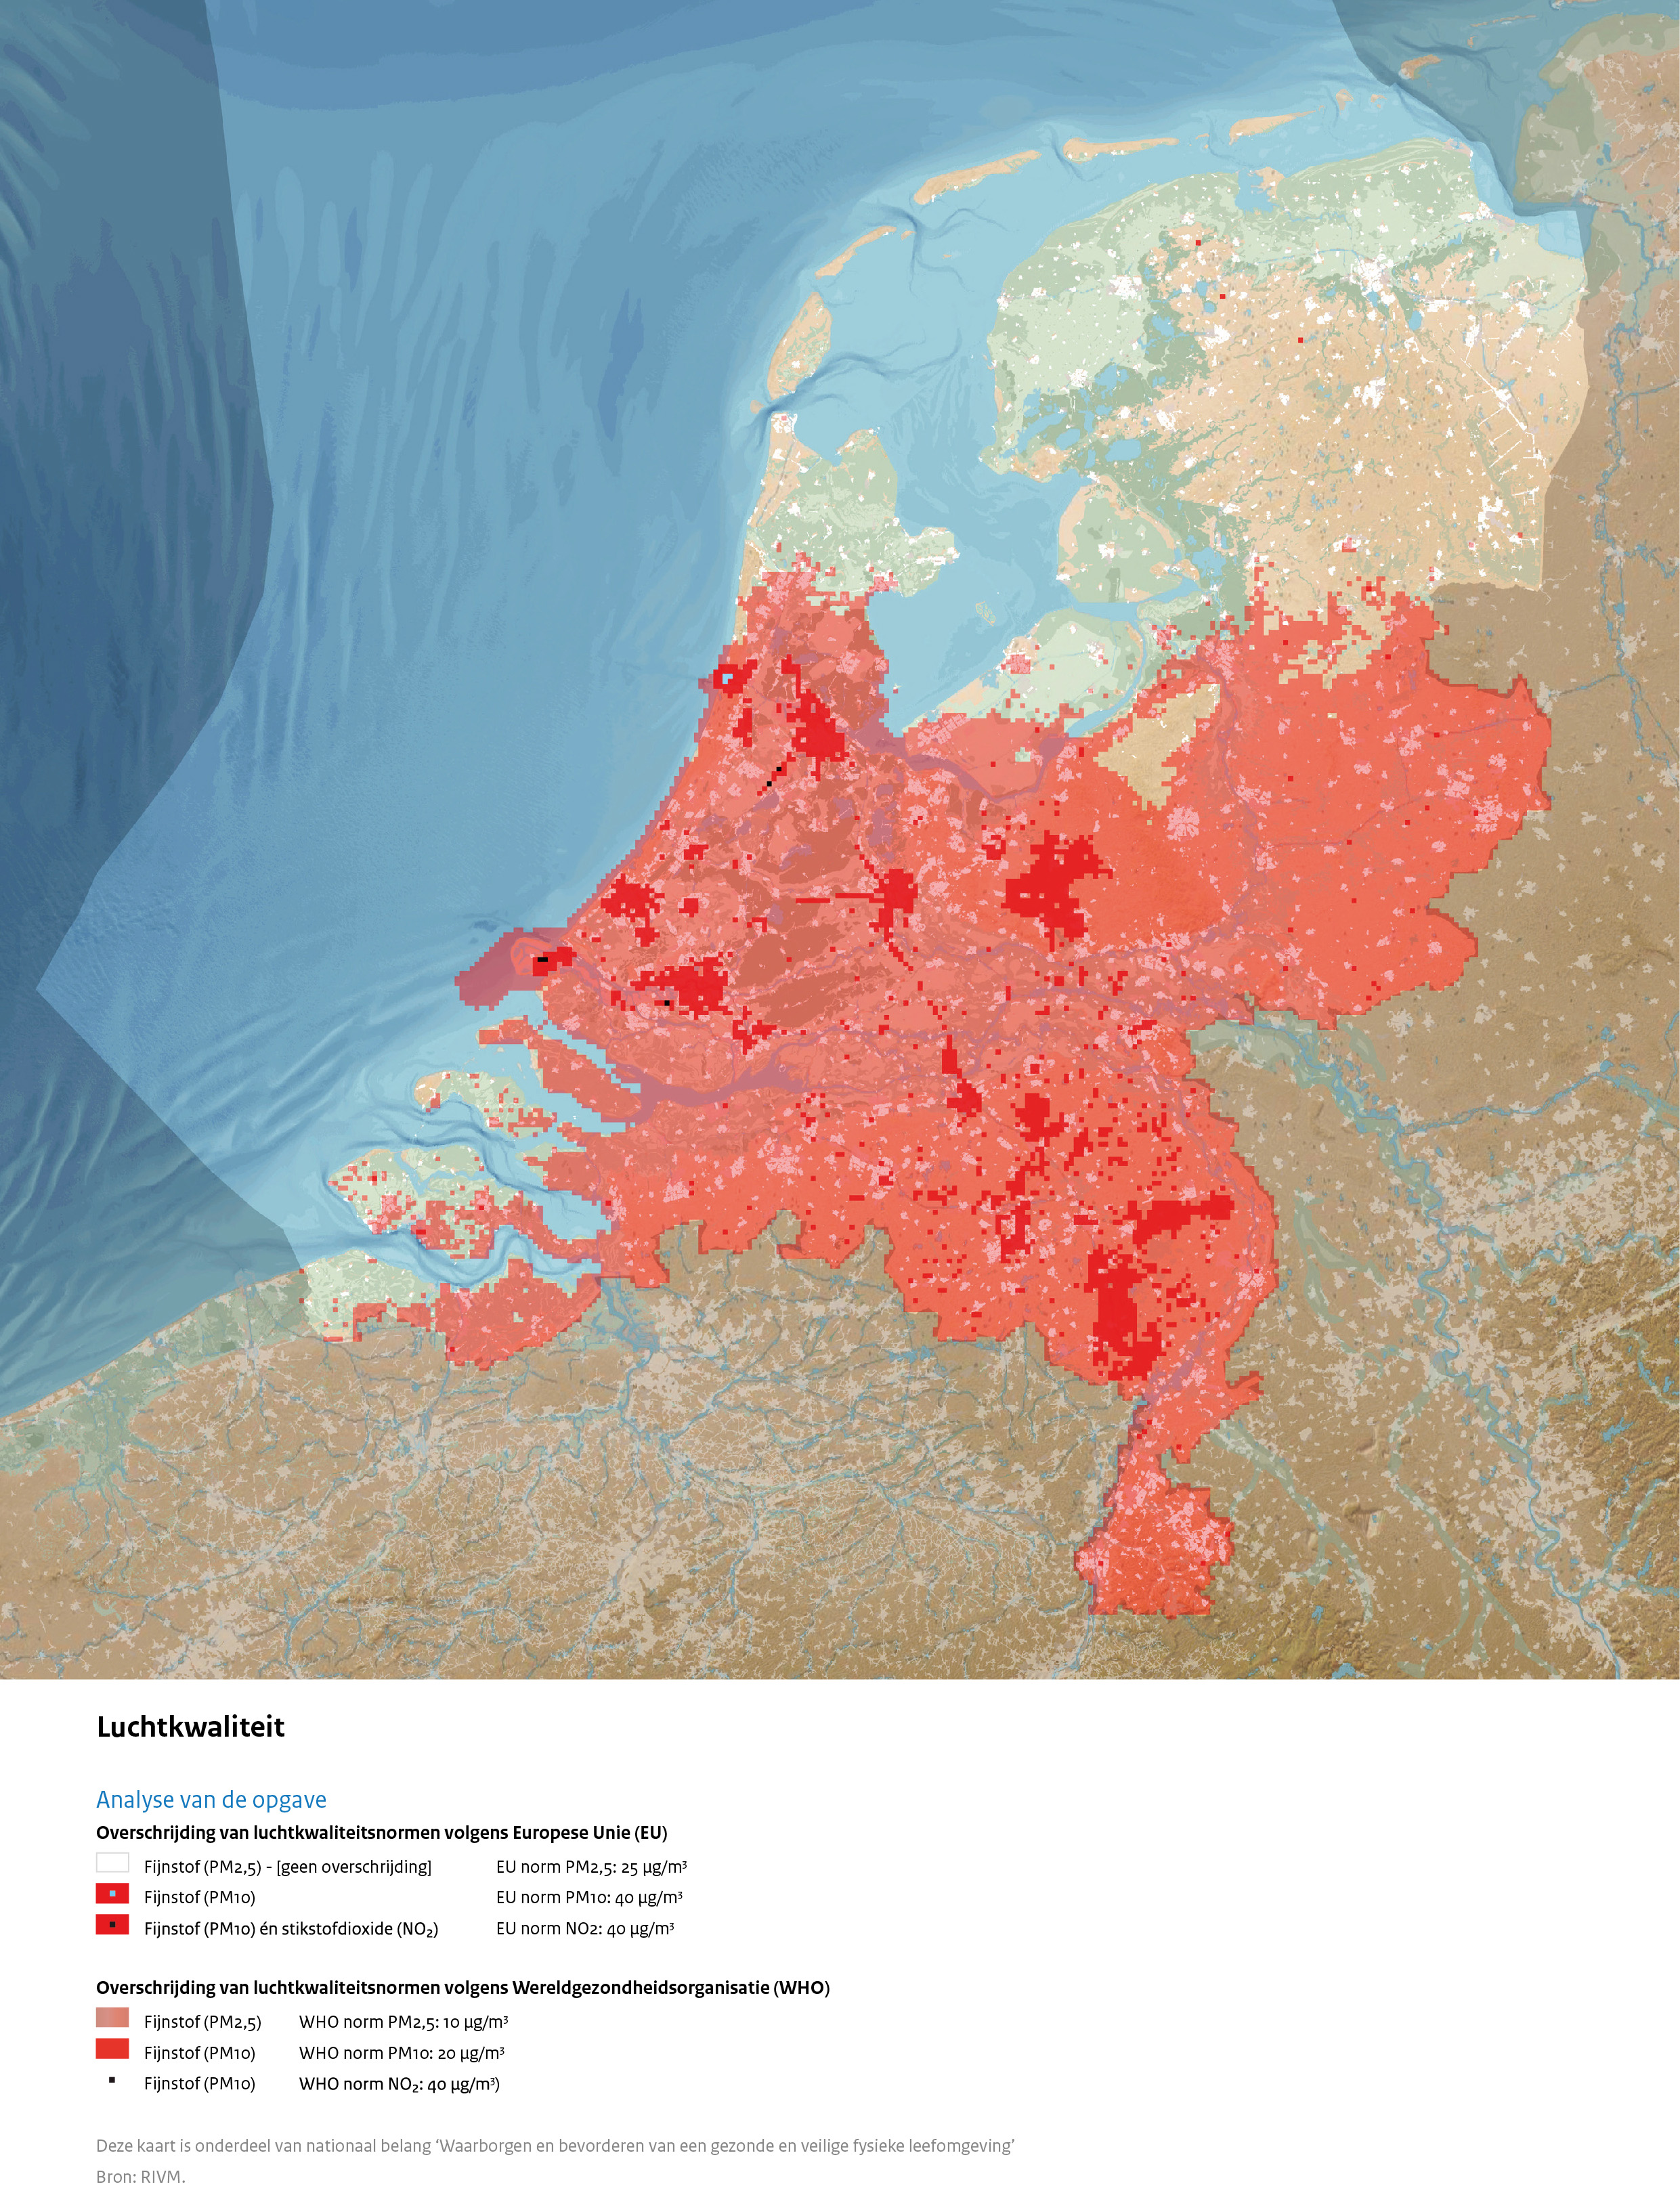 Luchtkwaliteit
Analyse van de opgave
Overschrijding van luchtkwaliteitsnormen volgens Europese Unie (EU)
Fijnstof (PM2,5) - [geen overschrijding] EU norm PM2,5: 25 µg/m³
Fijnstof (PM10) EU norm PM10: 40 µg/m³
Fijnstof (PM10) én stikstofdioxide (NO₂) EU norm NO2: 40 µg/m³
Overschrijding van luchtkwaliteitsnormen volgens Wereldgezondheidsorganisatie (WHO)
Fijnstof (PM2,5) WHO norm PM2,5: 10 µg/m³
Fijnstof (PM10) WHO norm PM10: 20 µg/m³
Fijnstof (PM10) WHO norm NO₂: 40 µg/m³)
Deze kaart is onderdeel van nationaal belang ‘Waarborgen en bevorderen van een gezonde en veilige fysieke leefomgeving’
Bron: RIVM.